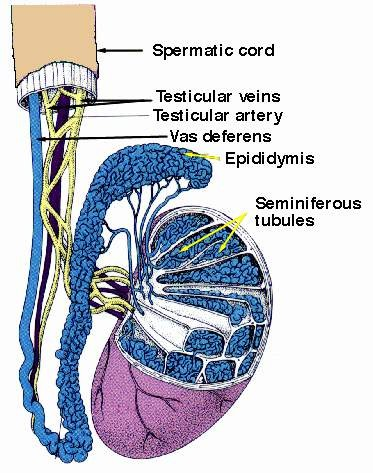 Spermatic cord
Testicular veins
Testicular artery
Vas deferens
Epididymis
Seminiferous
tubules